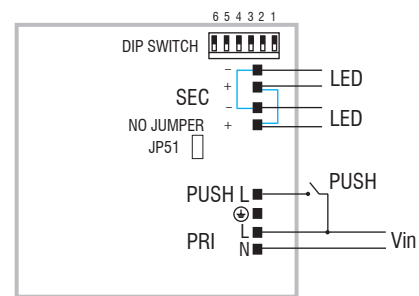 6 5 4 3 2 1
DIP SWITCH
− LED
+
SEC
− LED
NO JUMPER +
JP51
PUSH L PUSH
L
PRI Vin
N